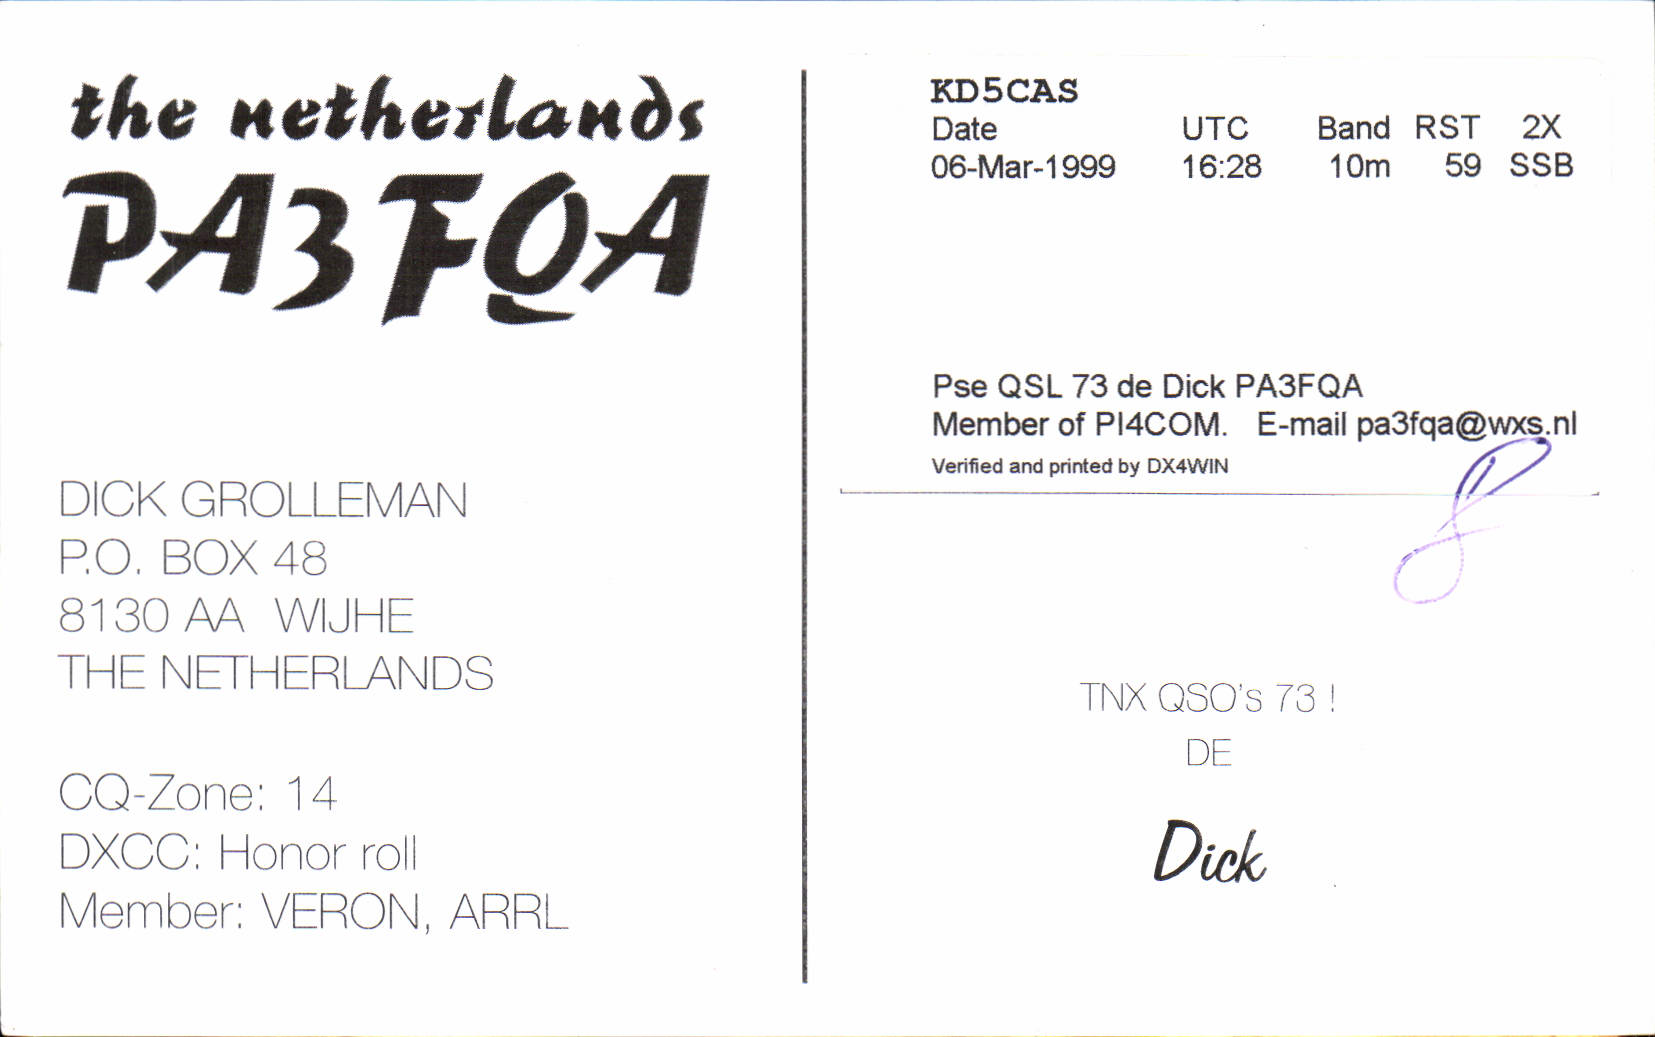 the netherlands
PA3FQA
DICK GROLLEMAN
P.O. BOX 48
8130 AA WIJHE
THE NETHERLANDS
CQ-Zone: 14
DXCC: Honor roll
Member: VERON, ARRL
KD5CAS
Date UTC Band RST 2X
06-Mar-1999 16:28 10m 59 SSB
Pse QSL 73 de Dick PA3FQA
Member of PI4COM. E-mail pa3fqa@wxs.nl
Verified and printed by DX4WIN
TNX QSO's 73 !
DE
Dick